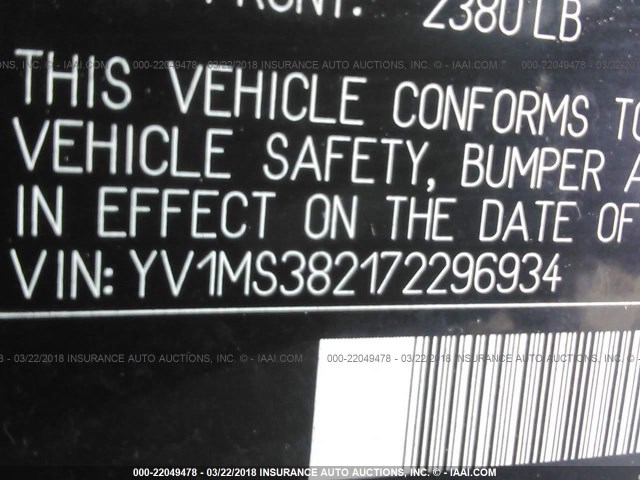 FRONT: 2380 LB
THIS VEHICLE CONFORMS TO
VEHICLE SAFETY, BUMPER A
IN EFFECT ON THE DATE OF
VIN: YV1MS382172296934
000-22049478 - 03/22/2018 INSURANCE AUTO AUCTIONS, INC. © - IAAI.COM